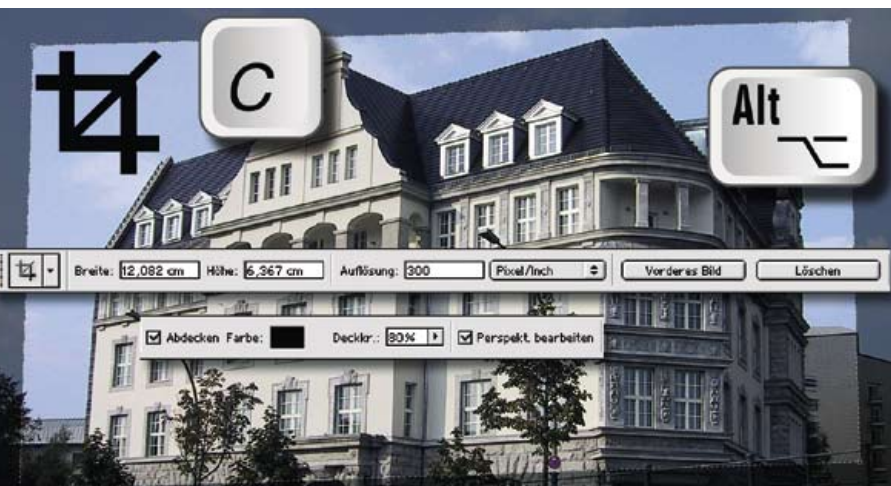 C
Alt
Breite: 12,082 cm Höhe: 6,367 cm Auflösung: 300 Pixel/Inch Vorderes Bild Löschen
Abdecken Farbe: Deckkr.: 80% Perspekt. bearbeiten